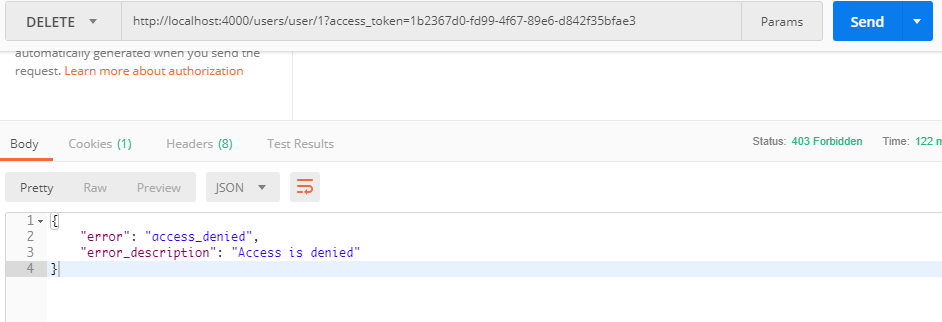 DELETE http://localhost:4000/users/user/1?access_token=1b2367d0-fd99-4f67-89e6-d842f35bfae3 Params Send
automatically generated when you send the
request. Learn more about authorization
Body Cookies (1) Headers (8) Test Results Status: 403 Forbidden Time: 122 m
Pretty Raw Preview JSON
1 {
2 "error": "access_denied",
3 "error_description": "Access is denied"
4 }